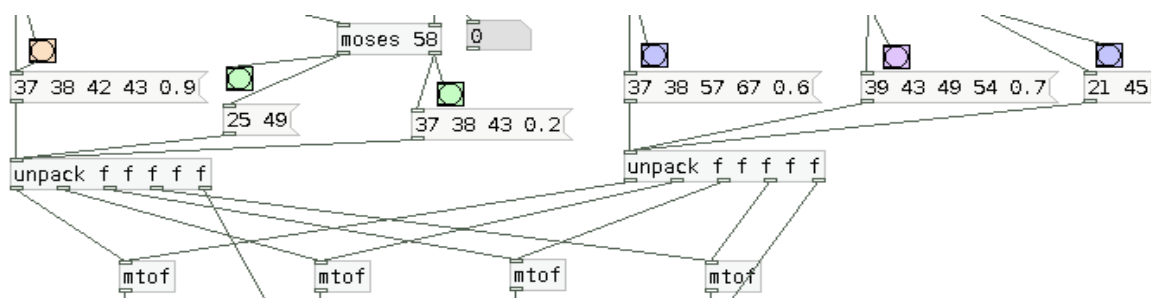 moses 58
0
37 38 42 43 0.9
37 38 57 67 0.6
39 43 49 54 0.7
21 45
25 49
37 38 43 0.2
unpack f f f f f
unpack f f f f f
mtof
mtof
mtof
mtof